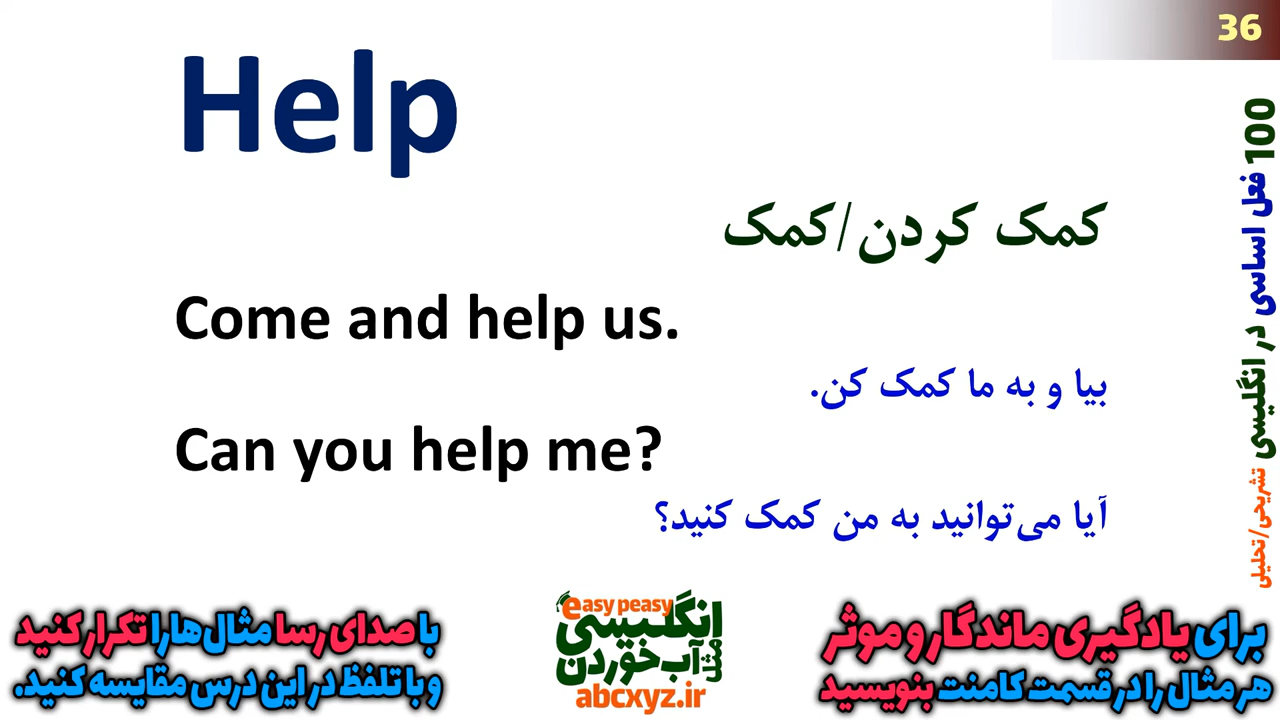 36
Help
کمک کردن/کمک
Come and help us.
بیا و به ما کمک کن.
Can you help me?
آیا می‌توانید به من کمک کنید؟
100 فعل اساسی در انگلیسی تشریحی/تحلیلی
برای یادگیری ماندگار و موثر
هر مثال را در قسمت کامنت بنویسید
easy peasy
انگلیسی
مثل آب خوردن
abcxyz.ir
با صدای رسا مثال‌ها را تکرار کنید
و با تلفظ در این درس مقایسه کنید.